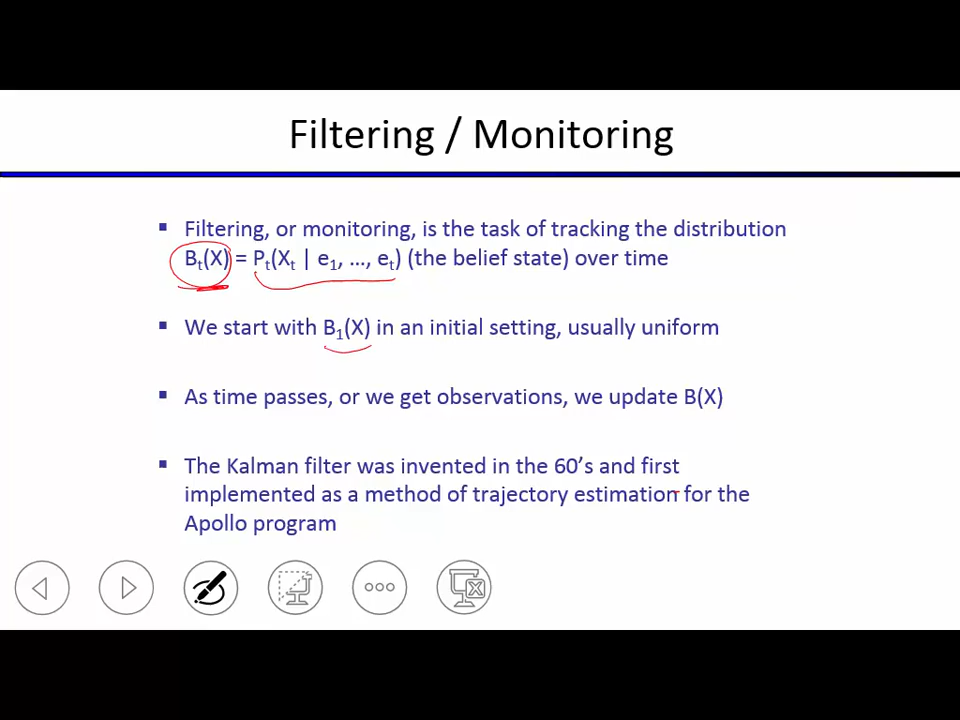 Filtering / Monitoring
▪ Filtering, or monitoring, is the task of tracking the distribution
Bₜ(X) = Pₜ(Xₜ | e₁, …, eₜ) (the belief state) over time
▪ We start with B₁(X) in an initial setting, usually uniform
▪ As time passes, or we get observations, we update B(X)
▪ The Kalman filter was invented in the 60’s and first
implemented as a method of trajectory estimation for the
Apollo program